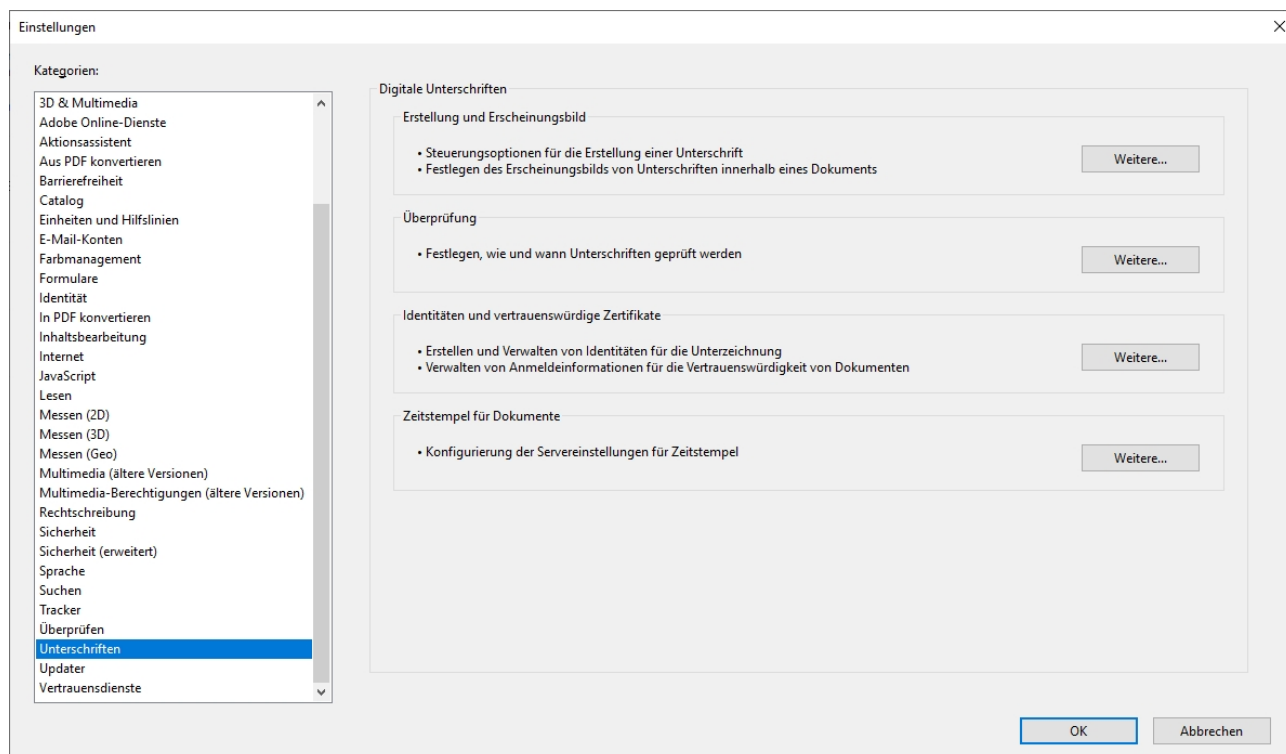 Einstellungen
Kategorien:
3D & Multimedia
Adobe Online-Dienste
Aktionsassistent
Aus PDF konvertieren
Barrierefreiheit
Catalog
Einheiten und Hilfslinien
E-Mail-Konten
Farbmanagement
Formulare
Identität
In PDF konvertieren
Inhaltsbearbeitung
Internet
JavaScript
Lesen
Messen (2D)
Messen (3D)
Messen (Geo)
Multimedia (ältere Versionen)
Multimedia-Berechtigungen (ältere Versionen)
Rechtschreibung
Sicherheit
Sicherheit (erweitert)
Sprache
Suchen
Tracker
Überprüfen
Unterschriften
Updater
Vertrauensdienste
Digitale Unterschriften
Erstellung und Erscheinungsbild
• Steuerungsoptionen für die Erstellung einer Unterschrift
• Festlegen des Erscheinungsbilds von Unterschriften innerhalb eines Dokuments
Weitere...
Überprüfung
• Festlegen, wie und wann Unterschriften geprüft werden
Weitere...
Identitäten und vertrauenswürdige Zertifikate
• Erstellen und Verwalten von Identitäten für die Unterzeichnung
• Verwalten von Anmeldeinformationen für die Vertrauenswürdigkeit von Dokumenten
Weitere...
Zeitstempel für Dokumente
• Konfigurierung der Servereinstellungen für Zeitstempel
Weitere...
OK
Abbrechen